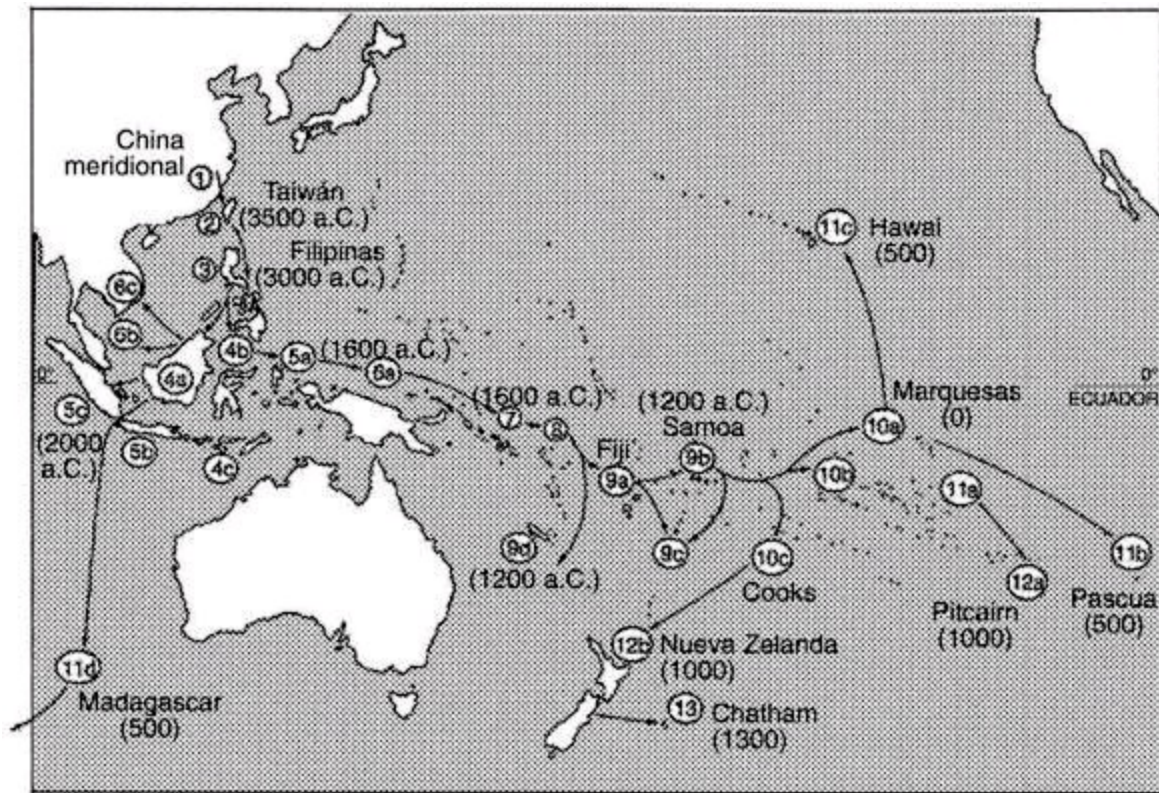 China
meridional
1
Taiwán
2
(3500 a.C.)
Filipinas
3
(3000 a.C.)
6c
6b
4b
5a
(1600 a.C.)
6a
4a
0°
5c
(2000
a.C.)
5b
4c
11c
Hawai
(500)
0°
ECUADOR
Marquesas
(0)
10a
(1600 a.C.)
7
8
(1200 a.C.)
Samoa
9b
Fiji
9a
10b
11a
9d
(1200 a.C.)
9c
10c
Cooks
11b
Pascua
(500)
12a
Pitcairn
(1000)
12b
Nueva Zelanda
(1000)
13
Chatham
(1300)
11d
Madagascar
(500)